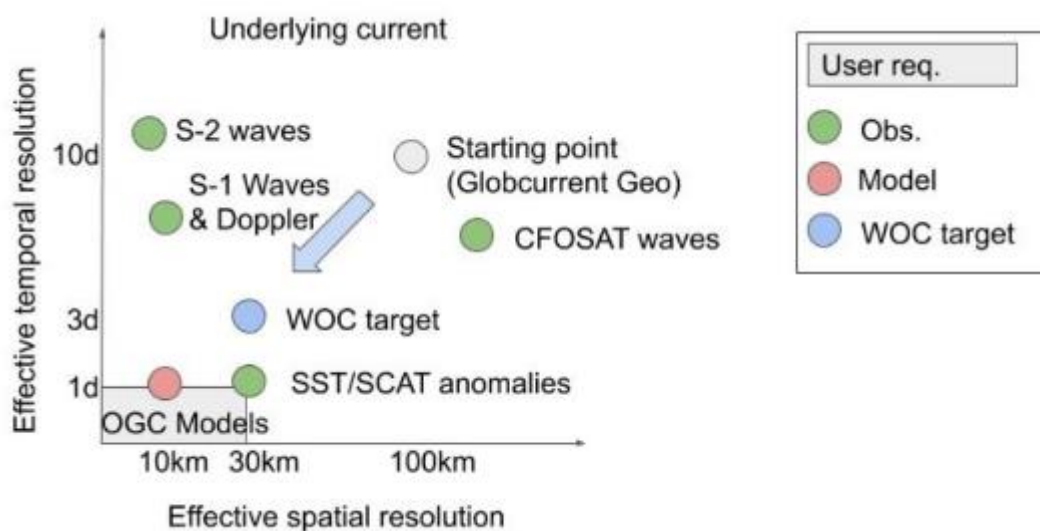 Underlying current
Effective temporal resolution
10d
3d
1d
S-2 waves
S-1 Waves
& Doppler
Starting point
(Globcurrent Geo)
CFOSAT waves
WOC target
SST/SCAT anomalies
OGC Models
10km
30km
100km
Effective spatial resolution
User req.
Obs.
Model
WOC target